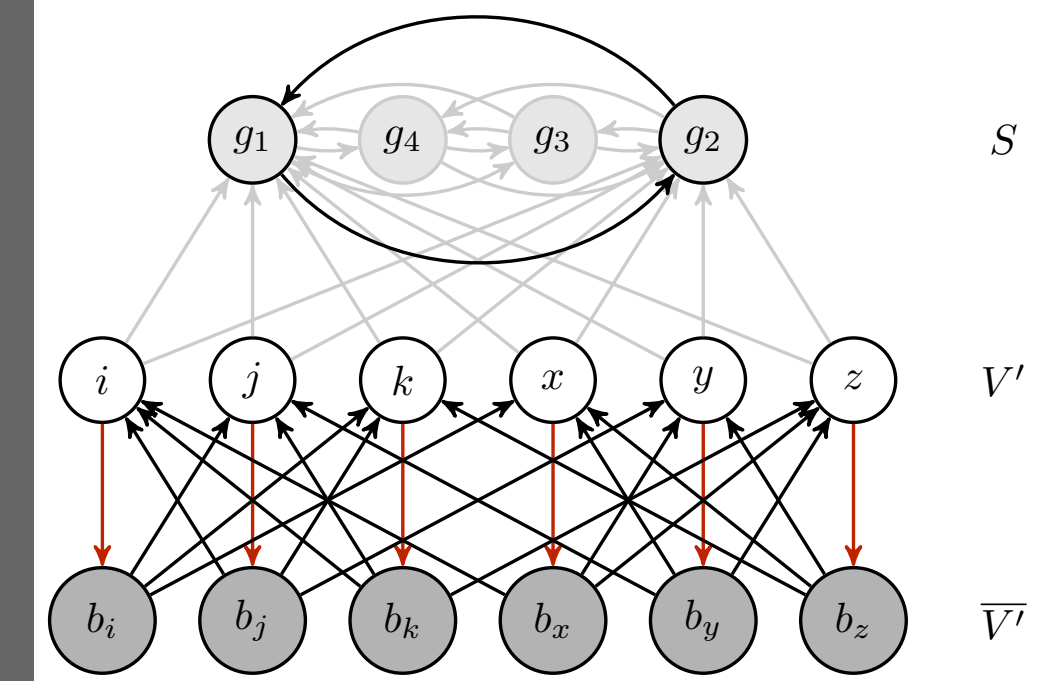 g₁ g₄ g₃ g₂ S
i j k x y z V′
bᵢ bⱼ bₖ bₓ b_y b_z V̅′̅